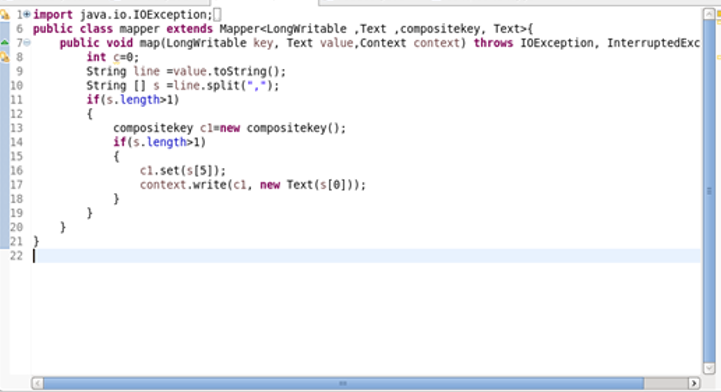 1 import java.io.IOException;
6 public class mapper extends Mapper<LongWritable ,Text ,compositekey, Text>{
7 public void map(LongWritable key, Text value,Context context) throws IOException, InterruptedExc
8 int c=0;
9 String line =value.toString();
10 String [] s =line.split(",");
11 if(s.length>1)
12 {
13 compositekey c1=new compositekey();
14 if(s.length>1)
15 {
16 c1.set(s[5]);
17 context.write(c1, new Text(s[0]));
18 }
19 }
20 }
21 }
22